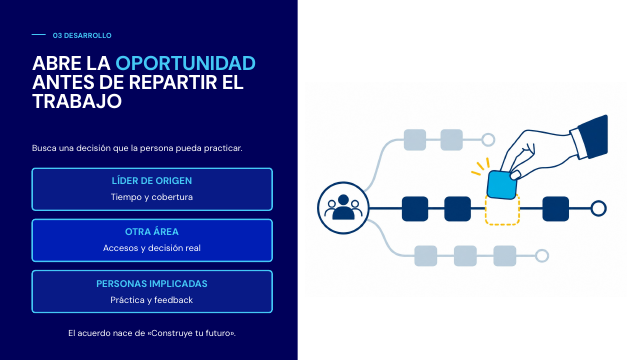 03 DESARROLLO
ABRE LA OPORTUNIDAD
ANTES DE REPARTIR EL
TRABAJO
Busca una decisión que la persona pueda practicar.
LÍDER DE ORIGEN
Tiempo y cobertura
OTRA ÁREA
Accesos y decisión real
PERSONAS IMPLICADAS
Práctica y feedback
El acuerdo nace de «Construye tu futuro».